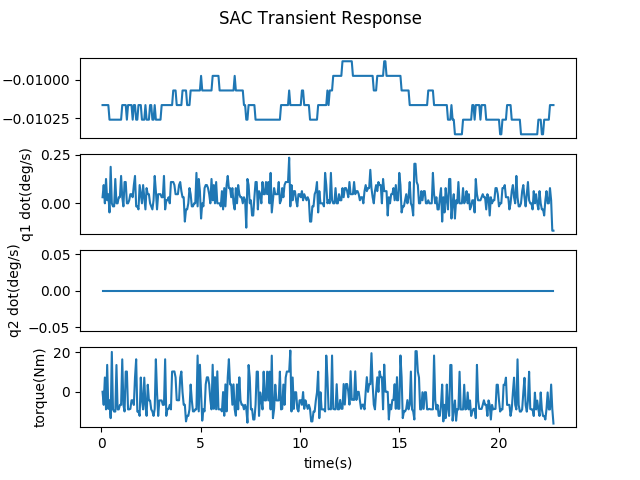 SAC Transient Response
−0.01000
−0.01025
0.25
0.00
q1 dot(deg/s)
0.05
0.00
−0.05
q2 dot(deg/s)
20
0
torque(Nm)
0 5 10 15 20
time(s)